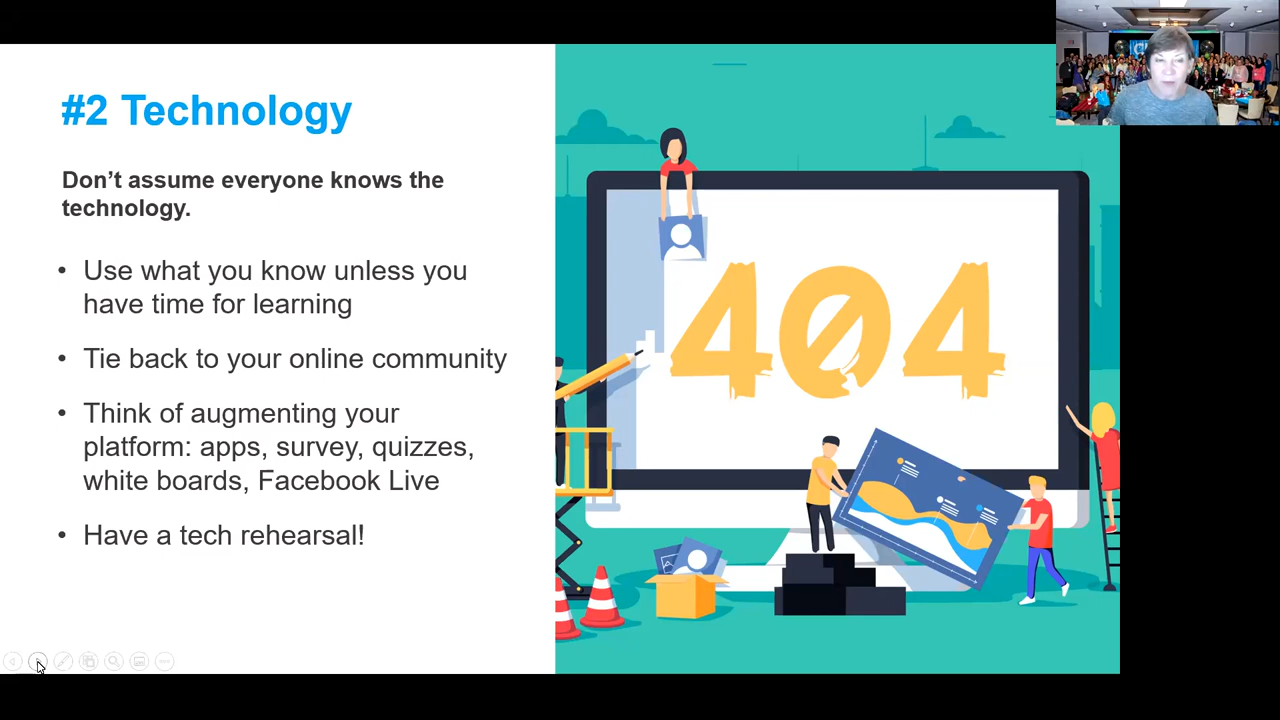 #2 Technology
Don't assume everyone knows the
technology.
• Use what you know unless you
have time for learning
• Tie back to your online community
• Think of augmenting your
platform: apps, survey, quizzes,
white boards, Facebook Live
• Have a tech rehearsal!
404